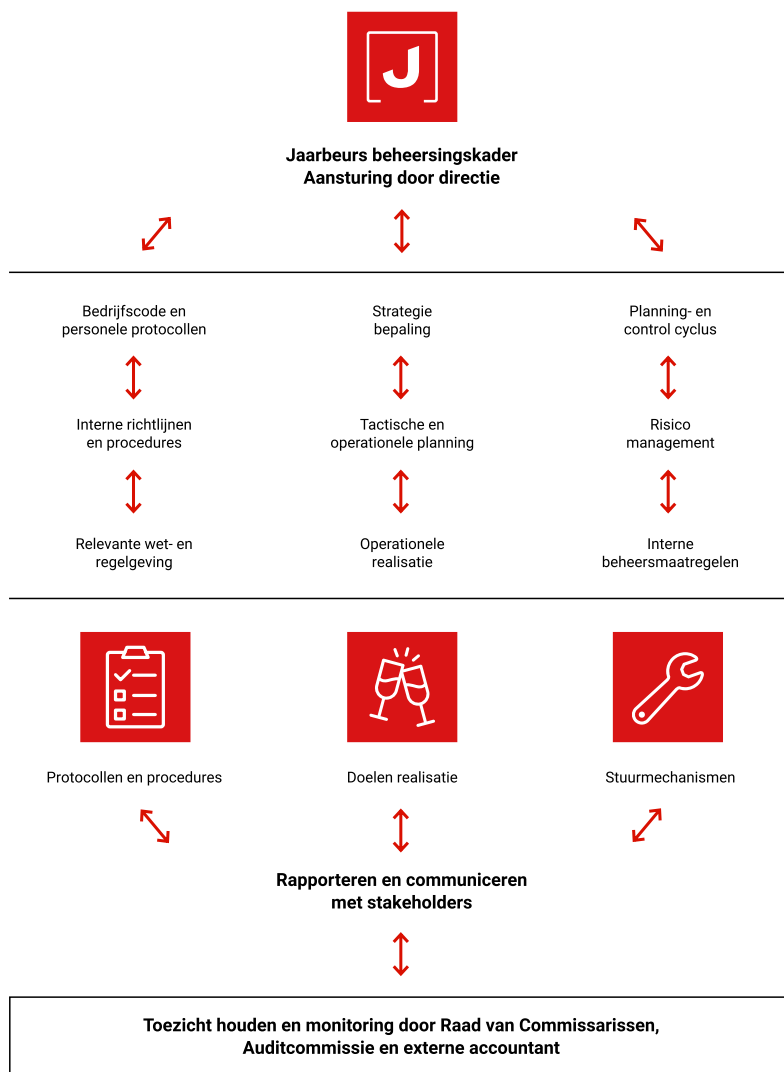 J
Jaarbeurs beheersingskader
Aansturing door directie
Bedrijfscode en
personele protocollen
Strategie
bepaling
Planning- en
control cyclus
Interne richtlijnen
en procedures
Tactische en
operationele planning
Risico
management
Relevante wet- en
regelgeving
Operationele
realisatie
Interne
beheersmaatregelen
Protocollen en procedures
Doelen realisatie
Stuurmechanismen
Rapporteren en communiceren
met stakeholders
Toezicht houden en monitoring door Raad van Commissarissen,
Auditcommissie en externe accountant